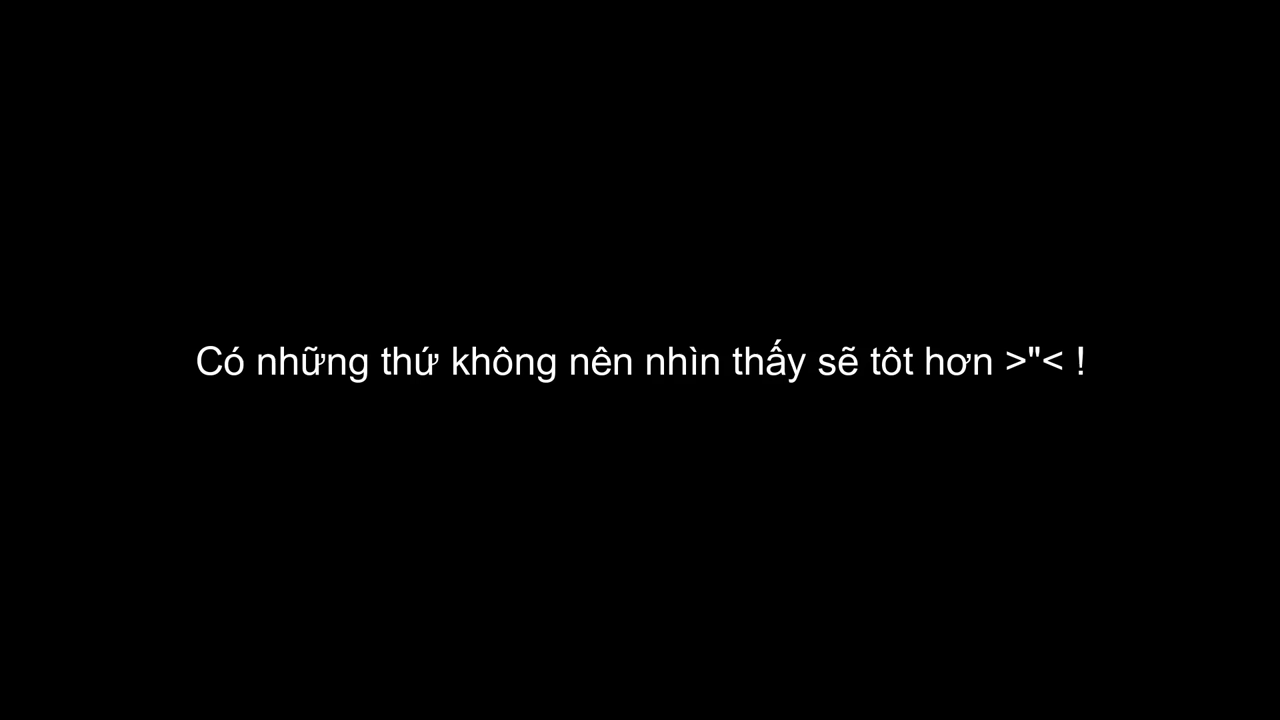 Có những thứ không nên nhìn thấy sẽ tôt hơn >"< !